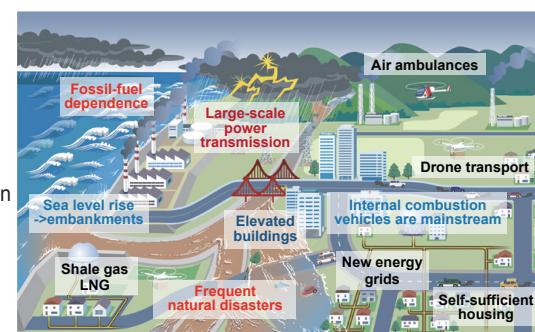 Air ambulances
Fossil-fuel
dependence
Large-scale
power
transmission
Drone transport
n
Sea level rise
->embankments
Elevated
buildings
Internal combustion
vehicles are mainstream
Shale gas
LNG
New energy
grids
Frequent
natural disasters
Self-sufficient
housing